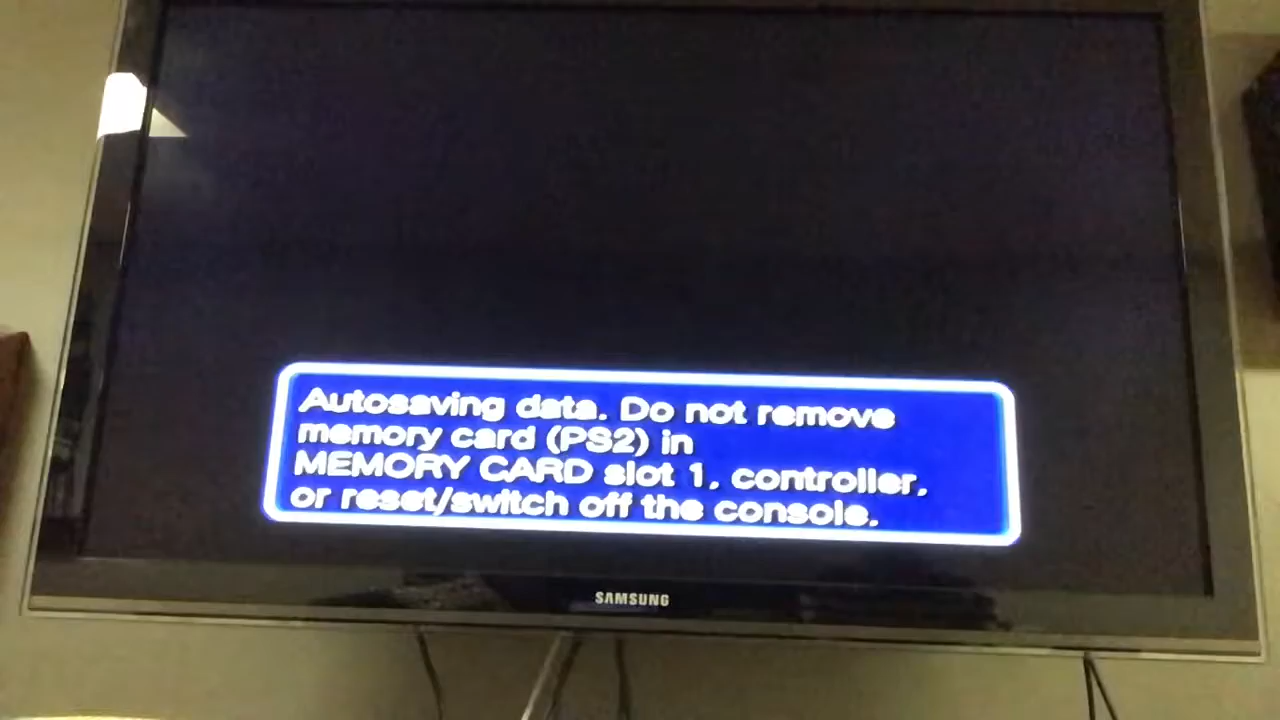 Autosaving data. Do not remove
memory card (PS2) in
MEMORY CARD slot 1, controller,
or reset/switch off the console.
SAMSUNG